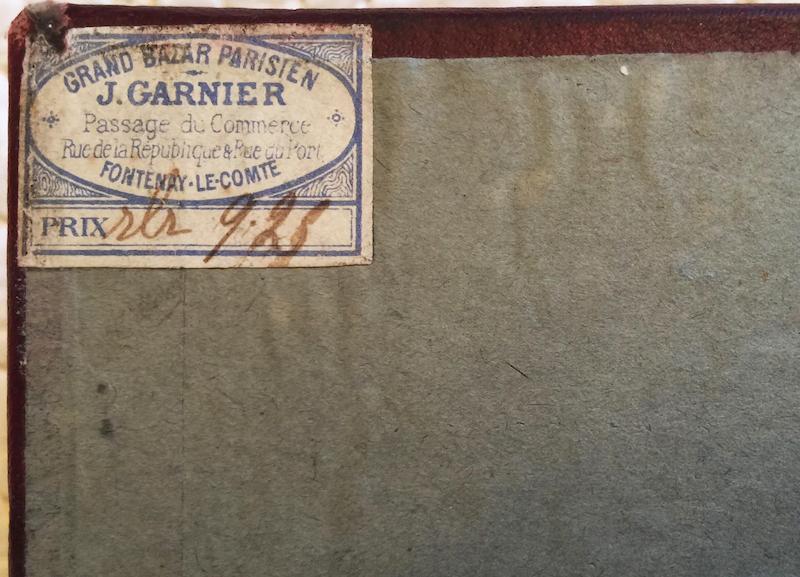 GRAND BAZAR PARISIEN
J. GARNIER
Passage du Commerce
Rue de la République & Rue du Port
FONTENAY-LE-COMTE
PRIX 9.25